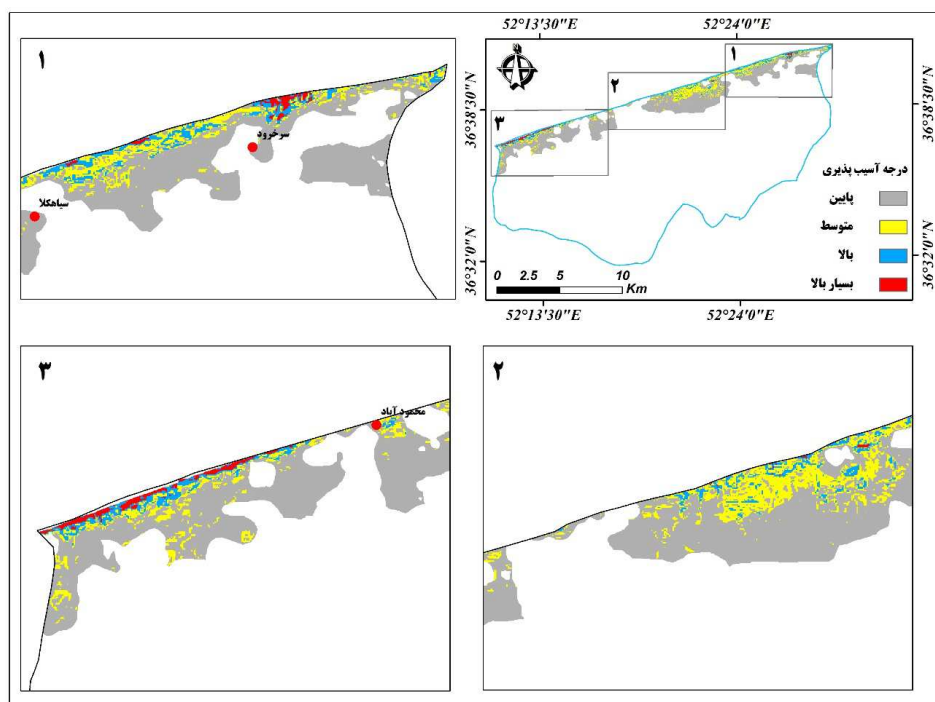 ۱
سرخرود
سیاهکلا
52°13'30"E
52°24'0"E
36°38'30"N
36°38'30"N
36°32'0"N
36°32'0"N
۱
۲
۳
درجه آسیب پذیری
پایین
متوسط
بالا
بسیار بالا
0 2.5 5 10
Km
52°13'30"E
52°24'0"E
۳
محمود آباد
۲